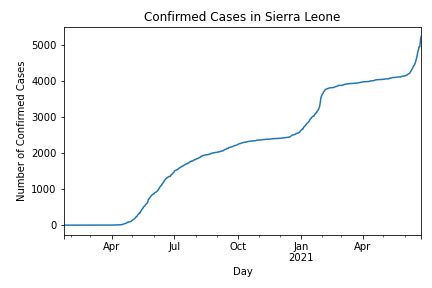 Confirmed Cases in Sierra Leone
5000
4000
3000
2000
1000
0
Number of Confirmed Cases
Apr
Jul
Oct
Jan
2021
Apr
Day